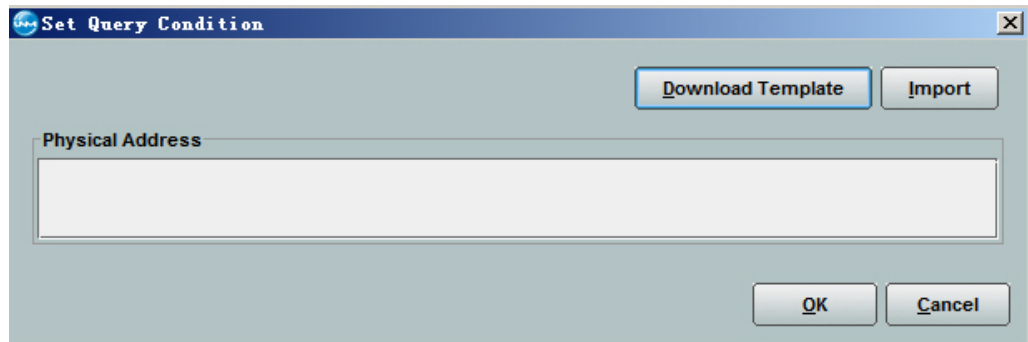 Set Query Condition
Download Template Import
Physical Address
OK Cancel